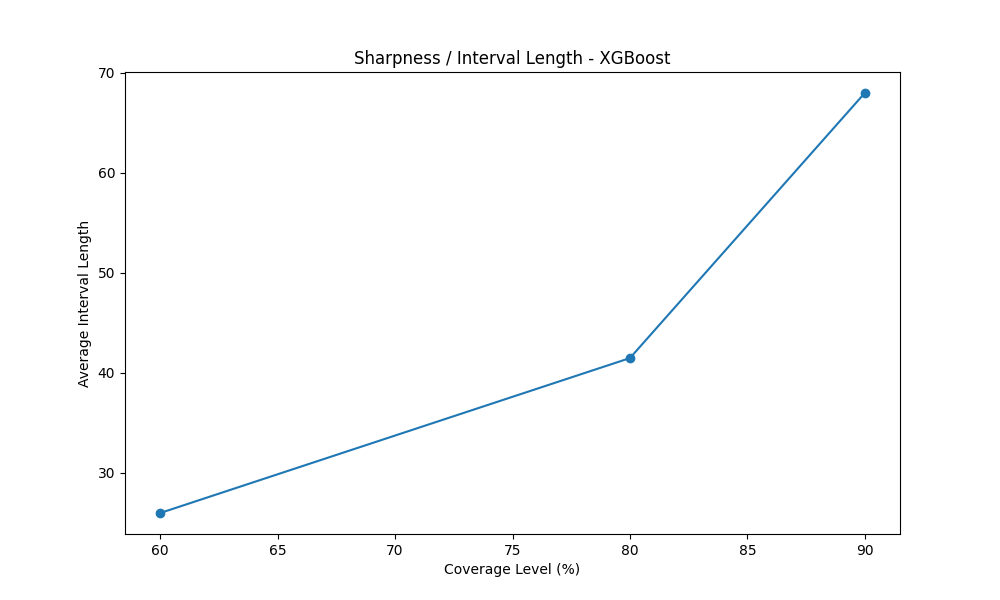 Sharpness / Interval Length - XGBoost
Average Interval Length
70
60
50
40
30
60 65 70 75 80 85 90
Coverage Level (%)